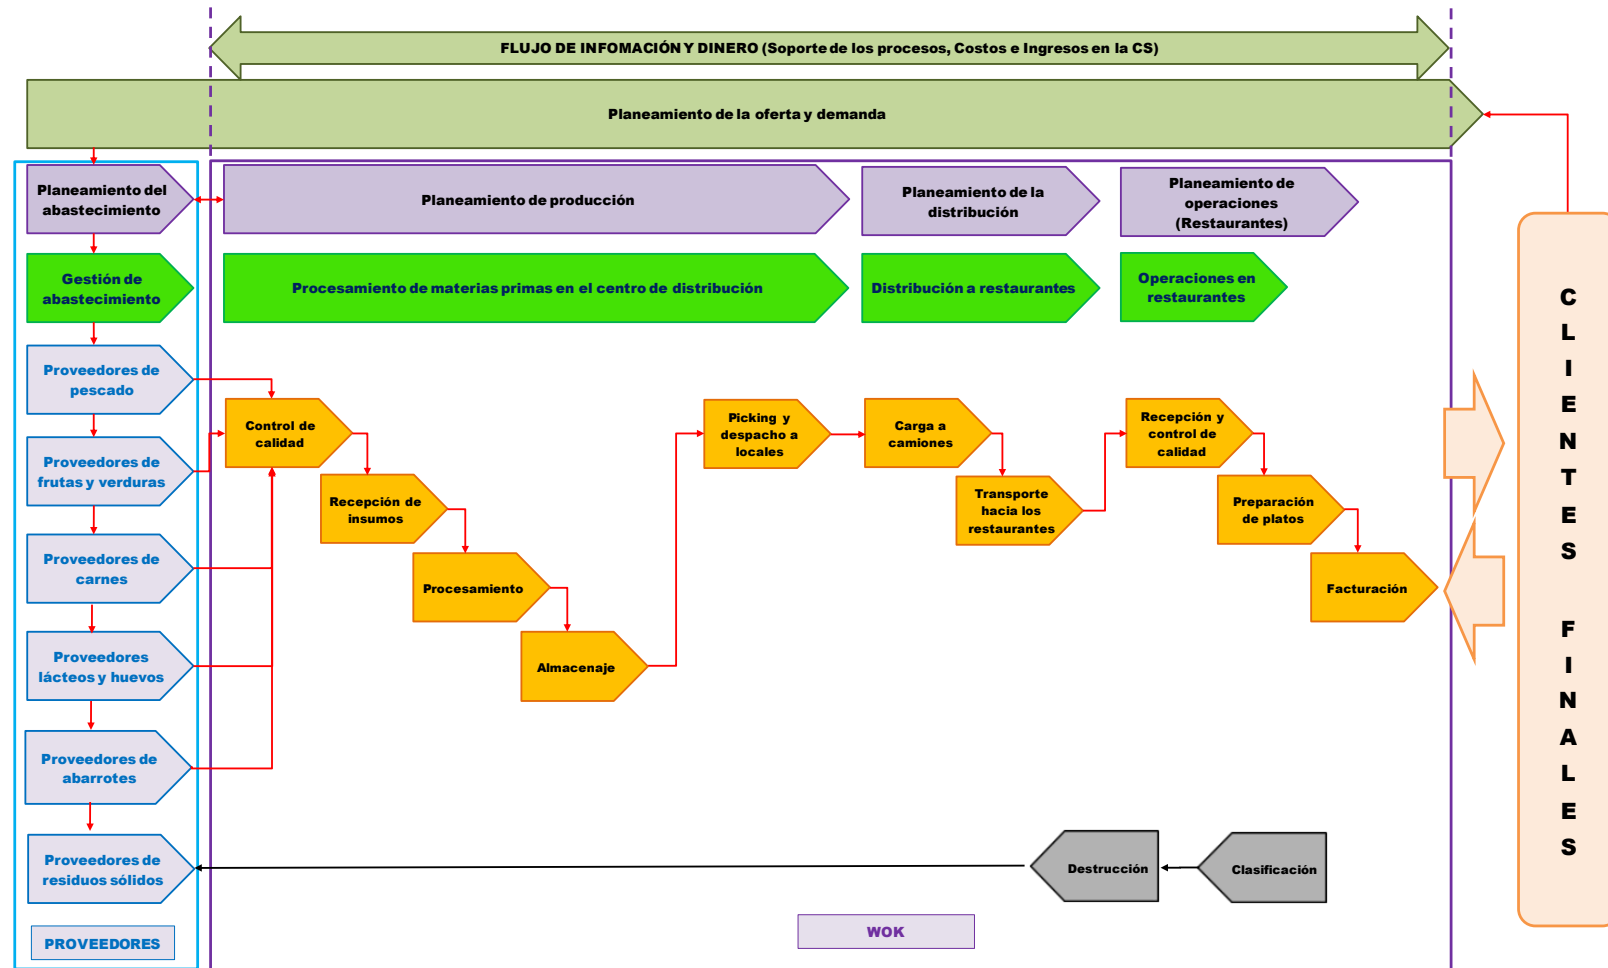 FLUJO DE INFOMACIÓN Y DINERO (Soporte de los procesos, Costos e Ingresos en la CS)
Planeamiento de la oferta y demanda
Planeamiento del
abastecimiento
Planeamiento de producción
Planeamiento de la
distribución
Planeamiento de
operaciones
(Restaurantes)
Gestión de
abastecimiento
Procesamiento de materias primas en el centro de distribución
Distribución a restaurantes
Operaciones en
restaurantes
Proveedores de
pescado
Proveedores de
frutas y verduras
Proveedores de
carnes
Proveedores
lácteos y huevos
Proveedores de
abarrotes
Proveedores de
residuos sólidos
PROVEEDORES
Control de
calidad
Recepción de
insumos
Procesamiento
Almacenaje
Picking y
despacho a
locales
Carga a
camiones
Transporte
hacia los
restaurantes
Recepción y
control de
calidad
Preparación
de platos
Facturación
Destrucción
Clasificación
WOK
CLIENTES FINALES